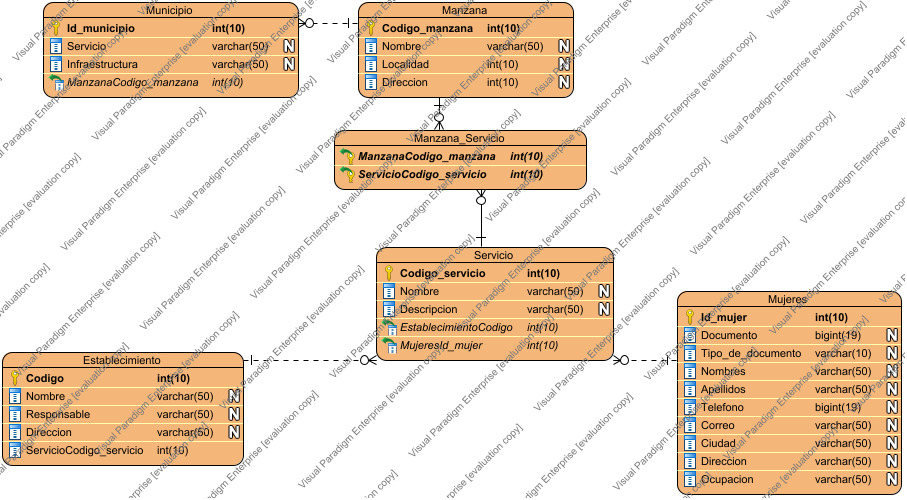 Municipio
Id_municipio int(10)
Servicio varchar(50) N
Infraestructura varchar(50) N
ManzanaCodigo_manzana int(10)
Manzana
Codigo_manzana int(10)
Nombre varchar(50) N
Localidad int(10) N
Direccion int(10) N
Manzana_Servicio
ManzanaCodigo_manzana int(10)
ServicioCodigo_servicio int(10)
Servicio
Codigo_servicio int(10)
Nombre varchar(50) N
Descripcion varchar(50) N
EstablecimientoCodigo int(10)
MujeresId_mujer int(10)
Establecimiento
Codigo int(10)
Nombre varchar(50) N
Responsable varchar(50) N
Direccion varchar(50) N
ServicioCodigo_servicio int(10)
Mujeres
Id_mujer int(10)
Documento bigint(19) N
Tipo_de_documento varchar(10) N
Nombres varchar(50) N
Apellidos varchar(50) N
Telefono bigint(19) N
Correo varchar(50) N
Ciudad varchar(50) N
Direccion varchar(50) N
Ocupacion varchar(50) N
Visual Paradigm Enterprise [evaluation copy]